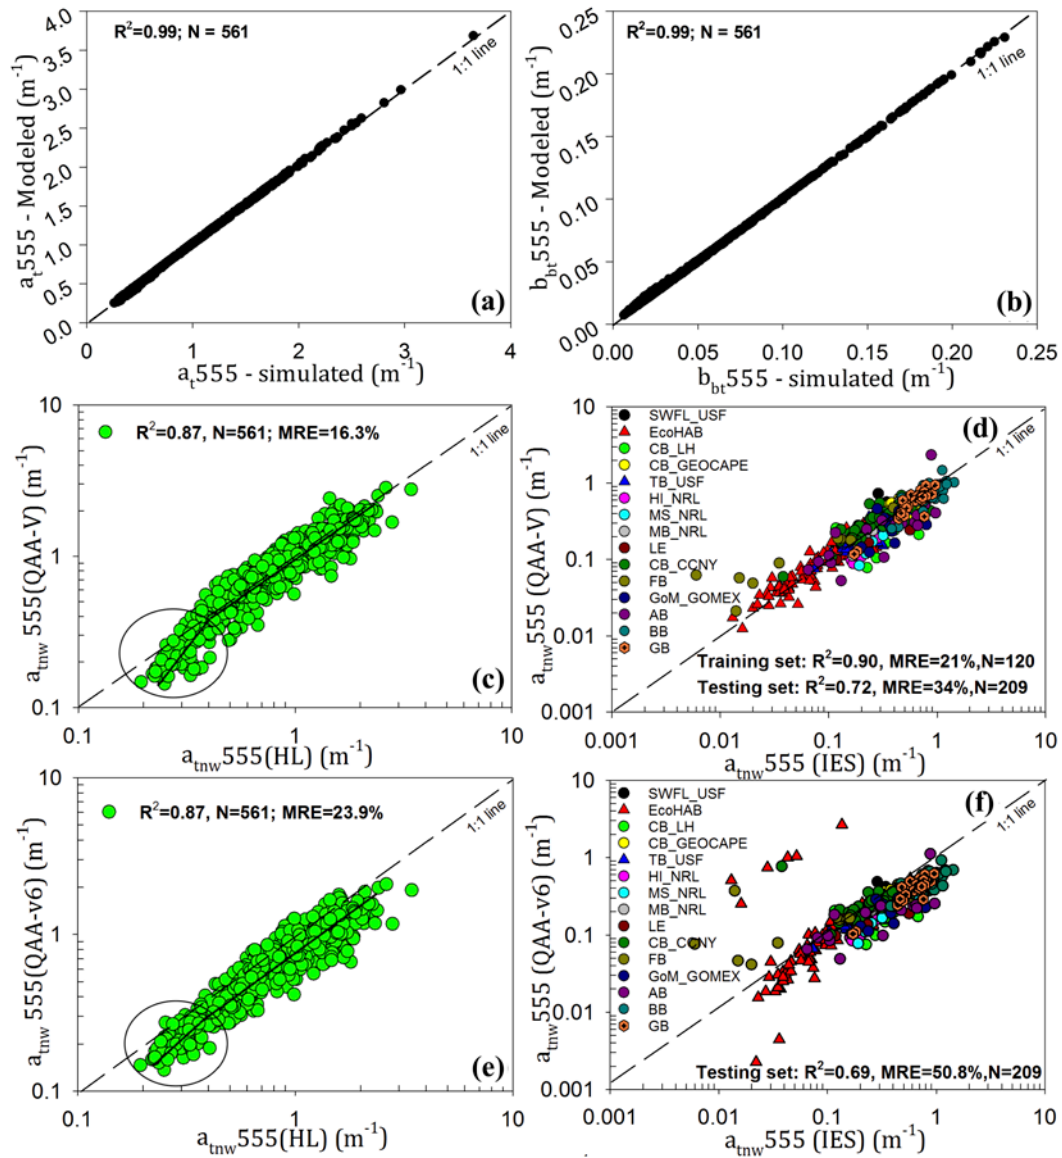 R²=0.99; N = 561
4.0
3.5
3.0
2.5
2.0
1.5
1.0
0.5
0.0
a_t555 - Modeled (m⁻¹)
1:1 line
(a)
0
1
2
3
4
a_t555 - simulated (m⁻¹)
R²=0.99; N = 561
0.25
0.20
0.15
0.10
0.05
0.00
b_bt555 - Modeled (m⁻¹)
1:1 line
(b)
0.00
0.05
0.10
0.15
0.20
0.25
b_bt555 - simulated (m⁻¹)
10
1
0.1
a_tnw 555(QAA-V) (m⁻¹)
R²=0.87, N=561; MRE=16.3%
1:1 line
(c)
0.1
1
10
a_tnw555(HL) (m⁻¹)
10
1
0.1
0.01
0.001
a_tnw555 (QAA-V) (m⁻¹)
SWFL_USF
EcoHAB
CB_LH
CB_GEOCAPE
TB_USF
HI_NRL
MS_NRL
MB_NRL
LE
CB_CCNY
FB
GoM_GOMEX
AB
BB
GB
(d)
1:1 line
Training set: R²=0.90, MRE=21%,N=120
Testing set: R²=0.72, MRE=34%,N=209
0.001
0.01
0.1
1
10
a_tnw555 (IES) (m⁻¹)
10
1
0.1
a_tnw 555(QAA-v6) (m⁻¹)
R²=0.87, N=561; MRE=23.9%
1:1 line
(e)
0.1
1
10
a_tnw555(HL) (m⁻¹)
10
1
0.1
0.01
0.001
a_tnw555 (QAA-v6) (m⁻¹)
SWFL_USF
EcoHAB
CB_LH
CB_GEOCAPE
TB_USF
HI_NRL
MS_NRL
MB_NRL
LE
CB_CCNY
FB
GoM_GOMEX
AB
BB
GB
(f)
1:1 line
Testing set: R²=0.69, MRE=50.8%,N=209
0.001
0.01
0.1
1
10
a_tnw555 (IES) (m⁻¹)